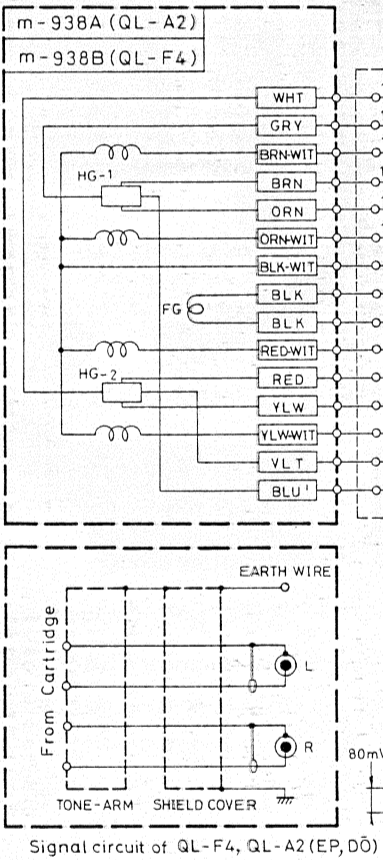 m-938A (QL-A2)
m-938B (QL-F4)
WHT
GRY
BRN-WIT
HG-1
BRN
ORN
ORN-WIT
BLK-WIT
BLK
FG
BLK
RED-WIT
HG-2
RED
YLW
YLW-WIT
VLT
BLU
EARTH WIRE
From Cartridge
L
R
80mV
TONE-ARM
SHIELD COVER
Signal circuit of QL-F4, QL-A2 (EP, DŌ)